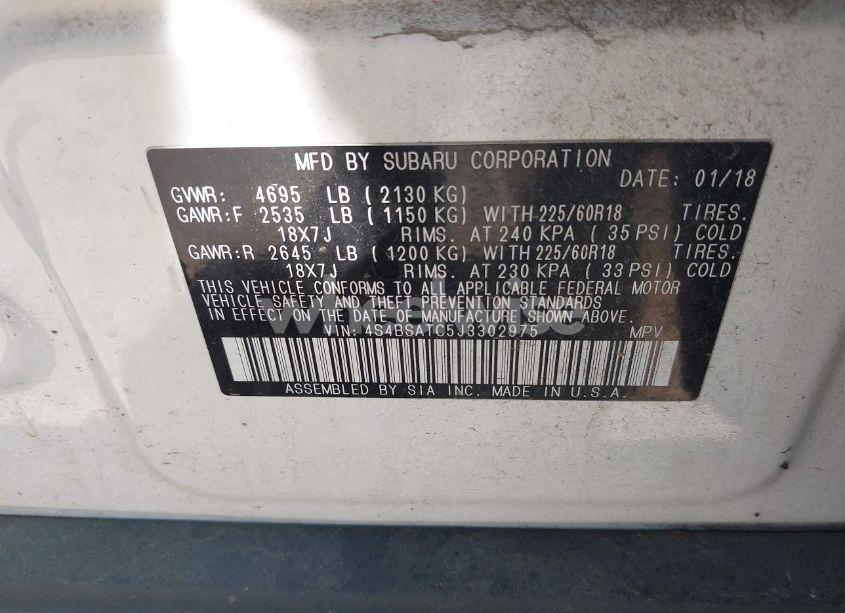 MFD BY SUBARU CORPORATION
DATE: 01/18
GVWR: 4695 LB ( 2130 KG)
GAWR:F 2535 LB ( 1150 KG) WITH 225/60R18 TIRES.
18X7J RIMS. AT 240 KPA ( 35 PSI) COLD
GAWR:R 2645 LB ( 1200 KG) WITH 225/60R18 TIRES.
18X7J RIMS. AT 230 KPA ( 33 PSI) COLD
THIS VEHICLE CONFORMS TO ALL APPLICABLE FEDERAL MOTOR
VEHICLE SAFETY AND THEFT PREVENTION STANDARDS
IN EFFECT ON THE DATE OF MANUFACTURE SHOWN ABOVE.
VIN: 4S4BSATC5J3302975 MPV
ASSEMBLED BY SIA INC. MADE IN U.S.A.